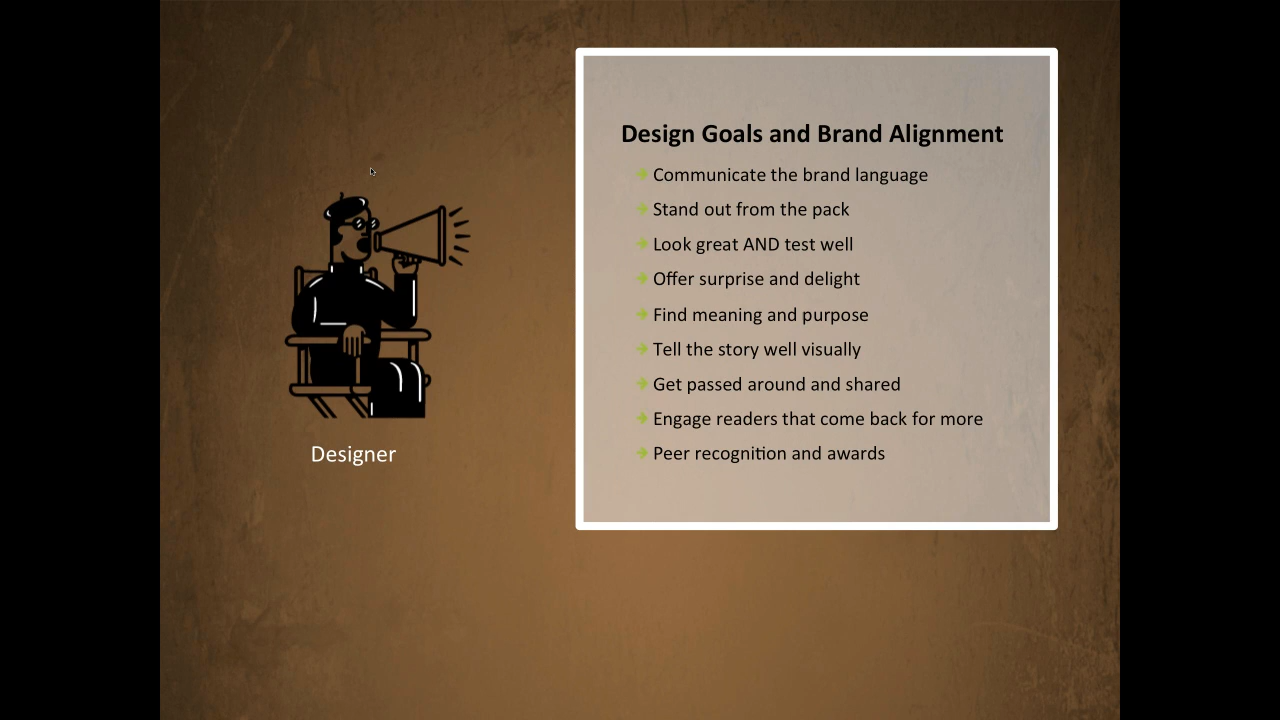 Design Goals and Brand Alignment
Communicate the brand language
Stand out from the pack
Look great AND test well
Offer surprise and delight
Find meaning and purpose
Tell the story well visually
Get passed around and shared
Engage readers that come back for more
Peer recognition and awards
Designer